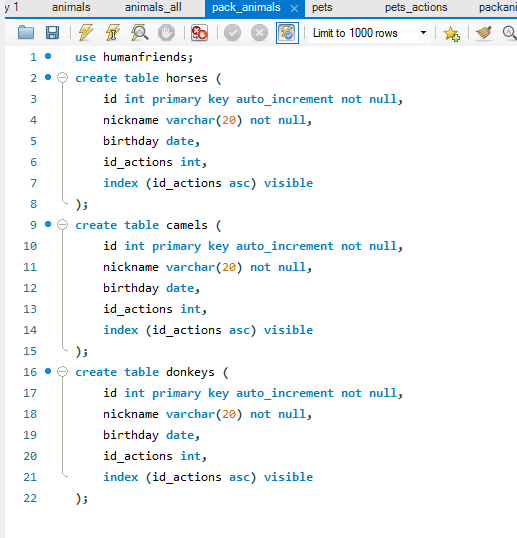 y 1 animals animals_all pack_animals pets pets_actions packani
Limit to 1000 rows
1 use humanfriends;
2 create table horses (
3 id int primary key auto_increment not null,
4 nickname varchar(20) not null,
5 birthday date,
6 id_actions int,
7 index (id_actions asc) visible
8 );
9 create table camels (
10 id int primary key auto_increment not null,
11 nickname varchar(20) not null,
12 birthday date,
13 id_actions int,
14 index (id_actions asc) visible
15 );
16 create table donkeys (
17 id int primary key auto_increment not null,
18 nickname varchar(20) not null,
19 birthday date,
20 id_actions int,
21 index (id_actions asc) visible
22 );